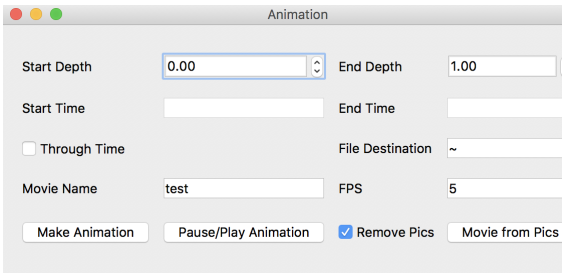 Animation
Start Depth 0.00 End Depth 1.00
Start Time End Time
Through Time File Destination ~
Movie Name test FPS 5
Make Animation Pause/Play Animation Remove Pics Movie from Pics